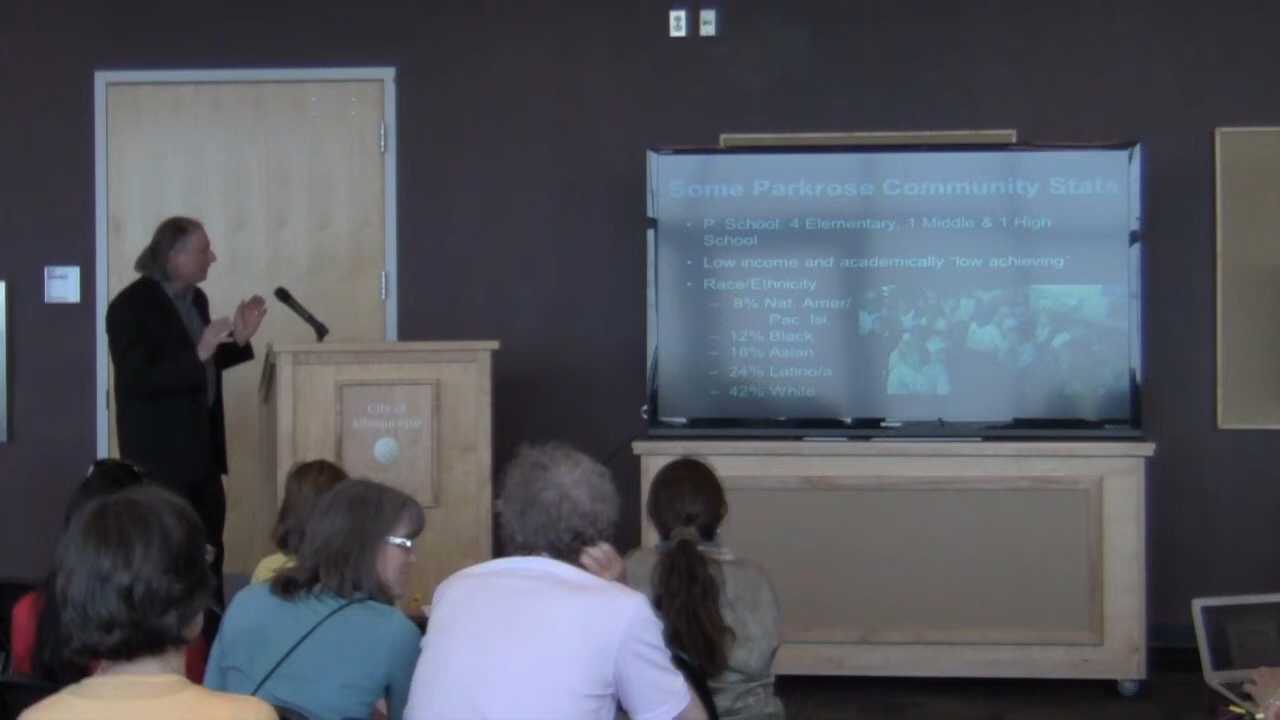 Some Parkrose Community Stats
• P. School: 4 Elementary, 1 Middle & 1 High
School
• Low income and academically "low achieving"
• Race/Ethnicity
– 8% Nat. Amer/
Pac. Isl.
– 12% Black
– 18% Asian
– 24% Latino/a
– 42% White
City of
Albuquerque